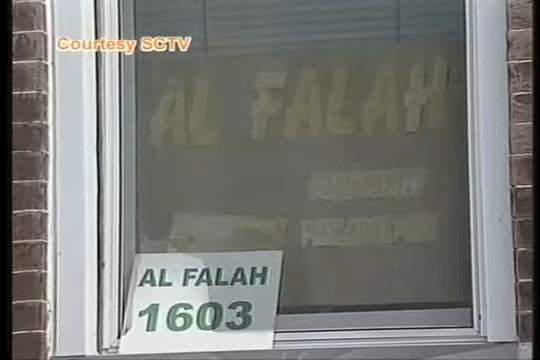 Courtesy SCTV
AL FALAH
COMMUNITY
PHILADELPHIA
AL FALAH
1603